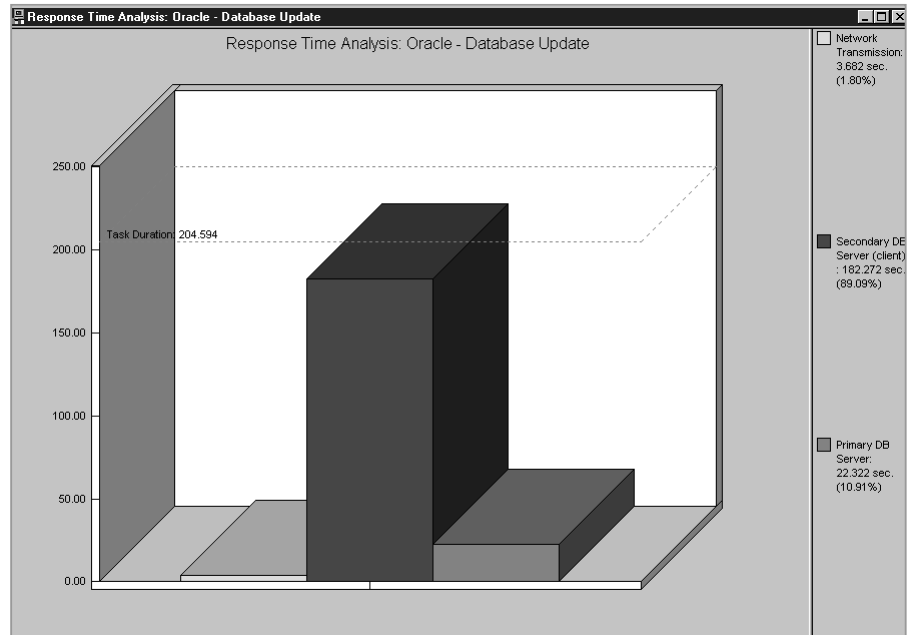 Response Time Analysis: Oracle - Database Update
Response Time Analysis: Oracle - Database Update
Network
Transmission:
3.682 sec.
(1.80%)
250.00
Task Duration: 204.594
200.00
Secondary DE
Server (client)
: 182.272 sec.
(89.09%)
150.00
100.00
Primary DB
Server:
22.322 sec.
(10.91%)
50.00
0.00